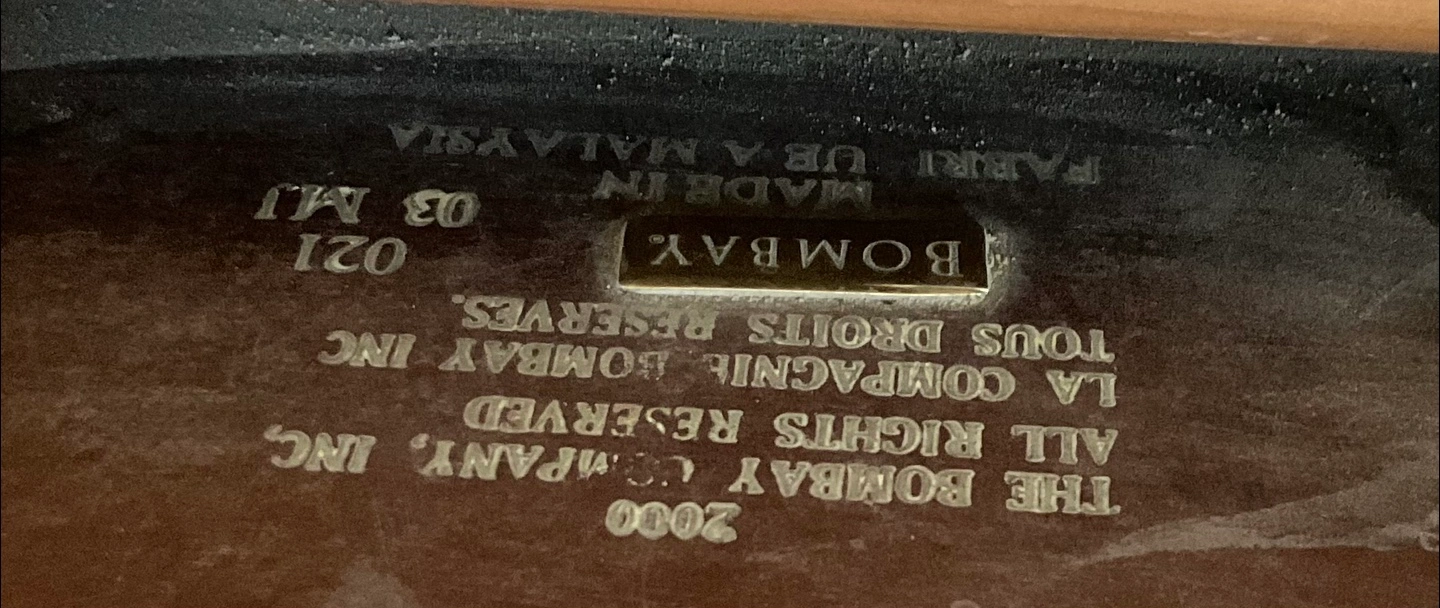 2000
THE BOMBAY COMPANY, INC.
ALL RIGHTS RESERVED
LA COMPAGNIE BOMBAY INC
TOUS DROITS RESERVES.
BOMBAY®
021
03 MJ
MADE IN
UE A MALAYSIA